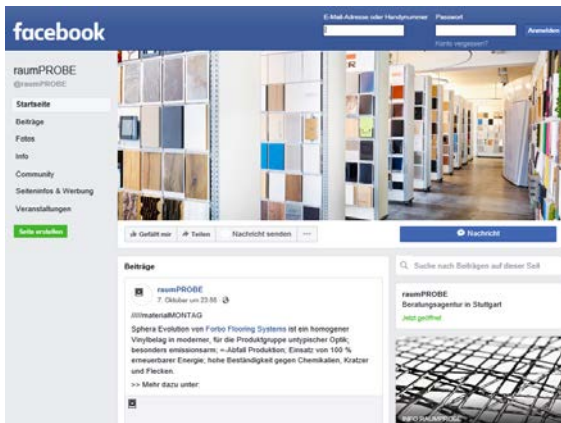 facebook
E-Mail-Adresse oder Handynummer
Passwort
Anmelden
Konto vergessen?
raumPROBE
@raumPROBE
Startseite
Beiträge
Fotos
Info
Community
Seiteninfos & Werbung
Veranstaltungen
Seite erstellen
Gefällt mir
Teilen
Nachricht senden
Nachricht
Beiträge
raumPROBE
7. Oktober um 23:56
/////materialMONTAG
Sphera Evolution von Forbo Flooring Systems ist ein homogener
Vinylbelag in moderner, für die Produktgruppe untypischer Optik;
besonders emissionsarm; =-Abfall Produktion; Einsatz von 100 %
erneuerbarer Energie; hohe Beständigkeit gegen Chemikalien, Kratzer
und Flecken.
>> Mehr dazu unter:
Suche nach Beiträgen auf dieser Seit
raumPROBE
Beratungsagentur in Stuttgart
Jetzt geöffnet
INFO RAUMPROBE